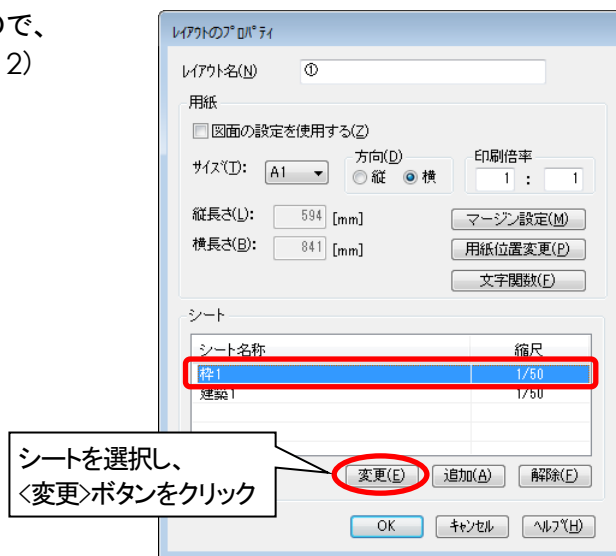 ので、
2)
レイアウトのプロパティ
レイアウト名(N) ①
用紙
図面の設定を使用する(Z)
サイズ(T): A1 方向(D) 縦 横 印刷倍率 1 : 1
縦長さ(L): 594 [mm] マージン設定(M)
横長さ(B): 841 [mm] 用紙位置変更(P)
文字関数(F)
シート
シート名称 縮尺
枠1 1/50
建築1 1/50
シートを選択し、
<変更>ボタンをクリック
変更(E) 追加(A) 解除(F)
OK キャンセル ヘルプ(H)